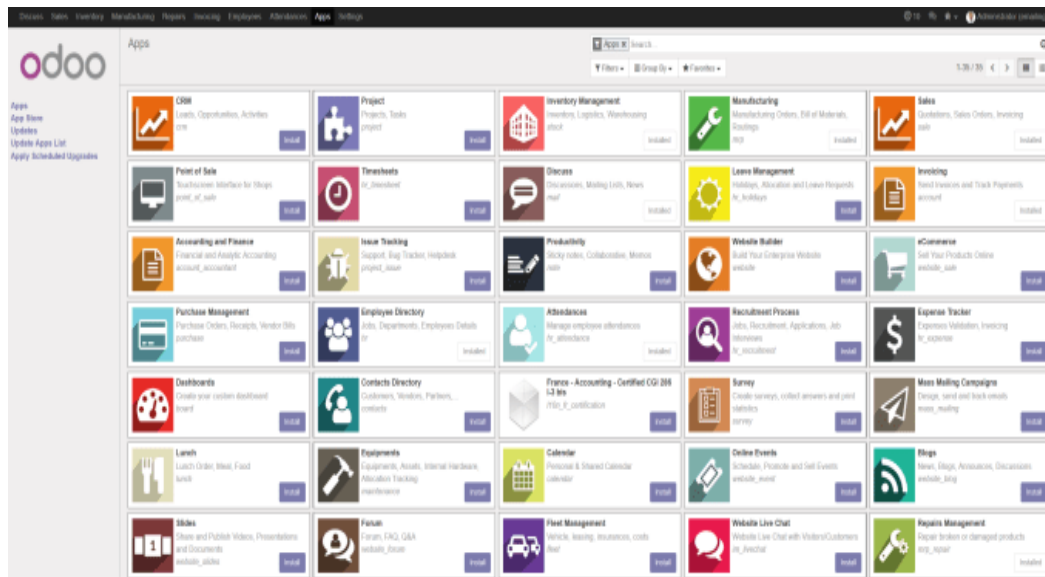 Discuss Sales Inventory Manufacturing Repairs Invoicing Employees Attendances Apps Settings
Administrator
odoo
Apps
Apps
Search...
Filters Group By Favorites
1-35 / 35
Apps
App Store
Updates
Update Apps List
Apply Scheduled Upgrades
CRM
Leads, Opportunities, Activities
crm
Install
Project
Projects, Tasks
project
Install
Inventory Management
Inventory, Logistics, Warehousing
stock
Installed
Manufacturing
Manufacturing Orders, Bill of Materials,
Routings
mrp
Installed
Sales
Quotations, Sales Orders, Invoicing
sale
Installed
Point of Sale
Touchscreen Interface for Shops
point_of_sale
Install
Timesheets
hr_timesheet
Install
Discuss
Discussions, Mailing Lists, News
mail
Installed
Leave Management
Holidays, Allocation and Leave Requests
hr_holidays
Install
Invoicing
Send Invoices and Track Payments
account
Installed
Accounting and Finance
Financial and Analytic Accounting
account_accountant
Install
Issue Tracking
Support, Bug Tracker, Helpdesk
project_issue
Install
Productivity
Sticky notes, Collaborative, Memos
note
Install
Website Builder
Build Your Enterprise Website
website
Install
eCommerce
Sell Your Products Online
website_sale
Install
Purchase Management
Purchase Orders, Receipts, Vendor Bills
purchase
Install
Employee Directory
Jobs, Departments, Employees Details
hr
Installed
Attendances
Manage employee attendances
hr_attendance
Installed
Recruitment Process
Jobs, Recruitment, Applications, Job
Interviews
hr_recruitment
Install
Expense Tracker
Expenses Validation, Invoicing
hr_expense
Install
Dashboards
Create your custom dashboard
board
Install
Contacts Directory
Customers, Vendors, Partners,...
contacts
Install
France - Accounting - Certified CGI 286
I-3 bis
l10n_fr_certification
Install
Survey
Create surveys, collect answers and print
statistics
survey
Install
Mass Mailing Campaigns
Design, send and track emails
mass_mailing
Install
Lunch
Lunch Order, Meal, Food
lunch
Install
Equipments
Equipments, Assets, Internal Hardware,
Allocation Tracking
maintenance
Install
Calendar
Personal & Shared Calendar
calendar
Install
Online Events
Schedule, Promote and Sell Events
website_event
Install
Blogs
News, Blogs, Announces, Discussions
website_blog
Install
Slides
Share and Publish Videos, Presentations
and Documents
website_slides
Install
Forum
Forum, FAQ, Q&A
website_forum
Install
Fleet Management
Vehicle, leasing, insurances, costs
fleet
Install
Website Live Chat
Website Live Chat with Visitors/Customers
im_livechat
Install
Repairs Management
Repair broken or damaged products
mrp_repair
Installed